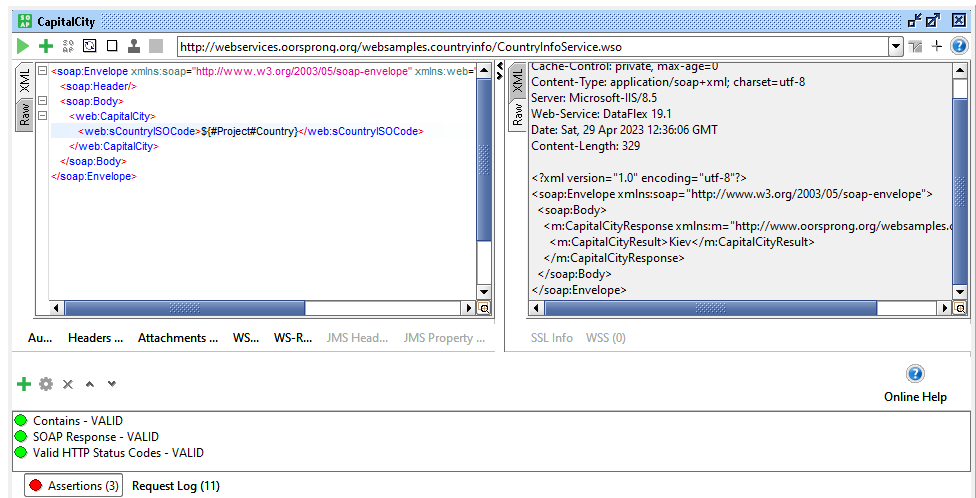 SO
AP
CapitalCity
http://webservices.oorsprong.org/websamples.countryinfo/CountryInfoService.wso
XML
Raw
<soap:Envelope xmlns:soap="http://www.w3.org/2003/05/soap-envelope" xmlns:web="
<soap:Header/>
<soap:Body>
<web:CapitalCity>
<web:sCountryISOCode>${#Project#Country}</web:sCountryISOCode>
</web:CapitalCity>
</soap:Body>
</soap:Envelope>
XML
Raw
Cache-Control: private, max-age=0
Content-Type: application/soap+xml; charset=utf-8
Server: Microsoft-IIS/8.5
Web-Service: DataFlex 19.1
Date: Sat, 29 Apr 2023 12:36:06 GMT
Content-Length: 329
<?xml version="1.0" encoding="utf-8"?>
<soap:Envelope xmlns:soap="http://www.w3.org/2003/05/soap-envelope">
<soap:Body>
<m:CapitalCityResponse xmlns:m="http://www.oorsprong.org/websamples.c
<m:CapitalCityResult>Kiev</m:CapitalCityResult>
</m:CapitalCityResponse>
</soap:Body>
</soap:Envelope>
Au... Headers ... Attachments ... WS... WS-R... JMS Head... JMS Property ...
SSL Info WSS (0)
Online Help
Contains - VALID
SOAP Response - VALID
Valid HTTP Status Codes - VALID
Assertions (3) Request Log (11)